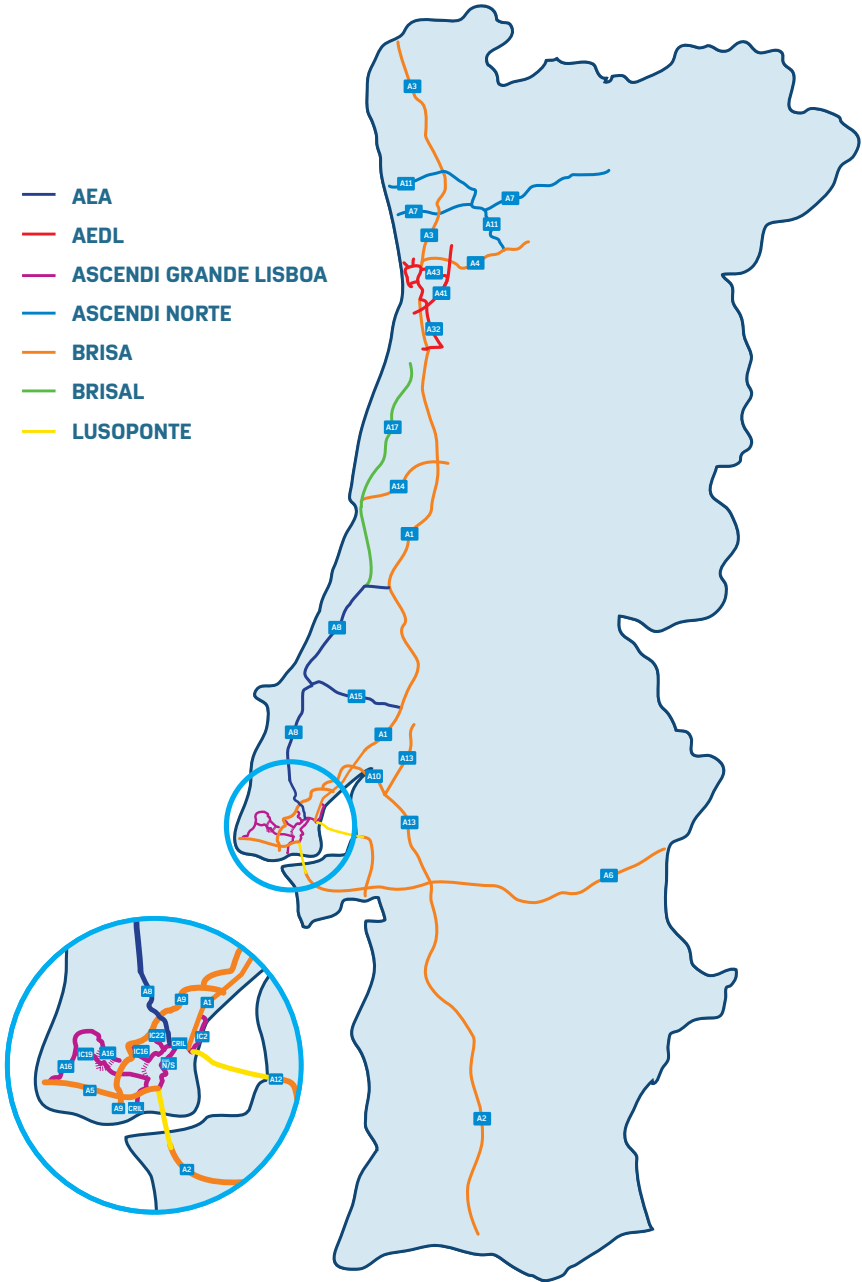 AEA
AEDL
ASCENDI GRANDE LISBOA
ASCENDI NORTE
BRISA
BRISAL
LUSOPONTE
A3
A11
A7
A7
A11
A3
A4
A43
A41
A32
A17
A14
A1
A8
A15
A8
A1
A13
A10
A13
A6
A2
A8
A9
A1
IC22
CRIL
IC2
IC19
A16
IC16
A16
N/S
A12
A5
A9
CRIL
A2